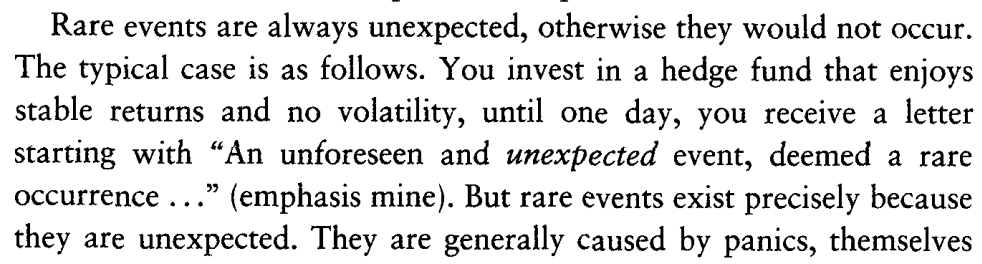 Rare events are always unexpected, otherwise they would not occur.
The typical case is as follows. You invest in a hedge fund that enjoys
stable returns and no volatility, until one day, you receive a letter
starting with “An unforeseen and unexpected event, deemed a rare
occurrence ...” (emphasis mine). But rare events exist precisely because
they are unexpected. They are generally caused by panics, themselves